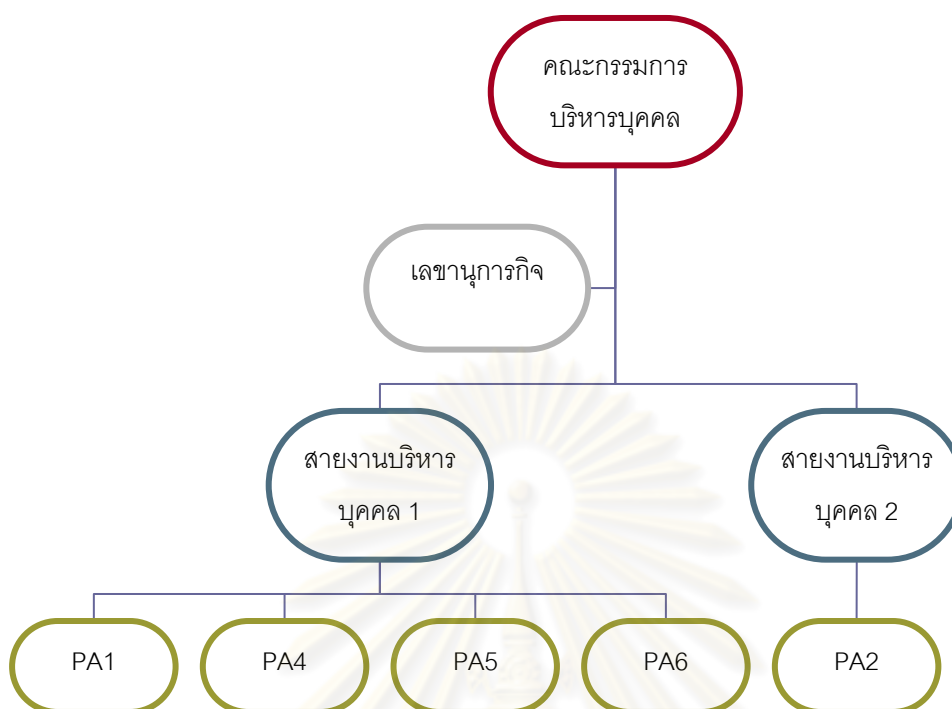 คณะกรรมการ
บริหารบุคคล
เลขานุการกิจ
สายงานบริหาร
บุคคล 1
สายงานบริหาร
บุคคล 2
PA1
PA4
PA5
PA6
PA2